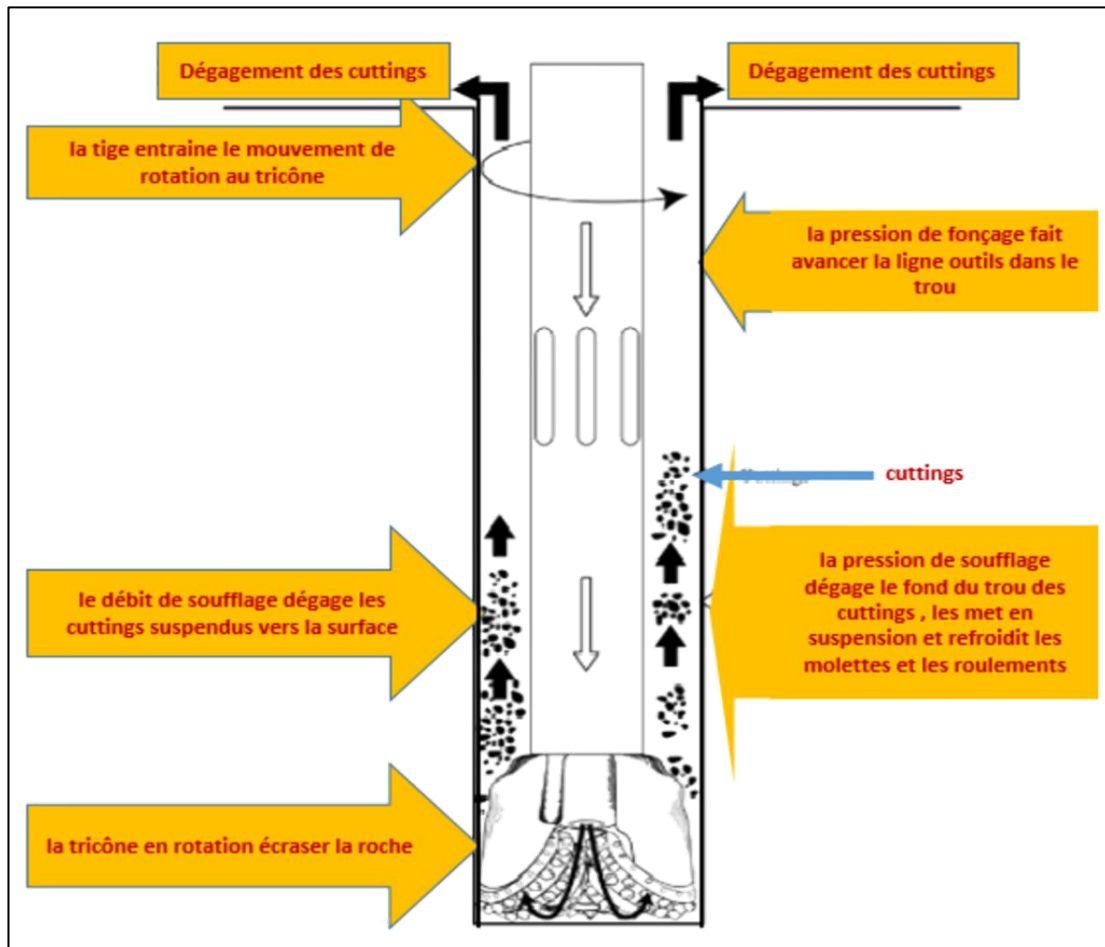 Dégagement des cuttings
Dégagement des cuttings
la tige entraine le mouvement de
rotation au tricône
la pression de fonçage fait
avancer la ligne outils dans le
trou
cuttings
le débit de soufflage dégage les
cuttings suspendus vers la surface
la pression de soufflage
dégage le fond du trou des
cuttings , les met en
suspension et refroidit les
molettes et les roulements
la tricône en rotation écraser la roche